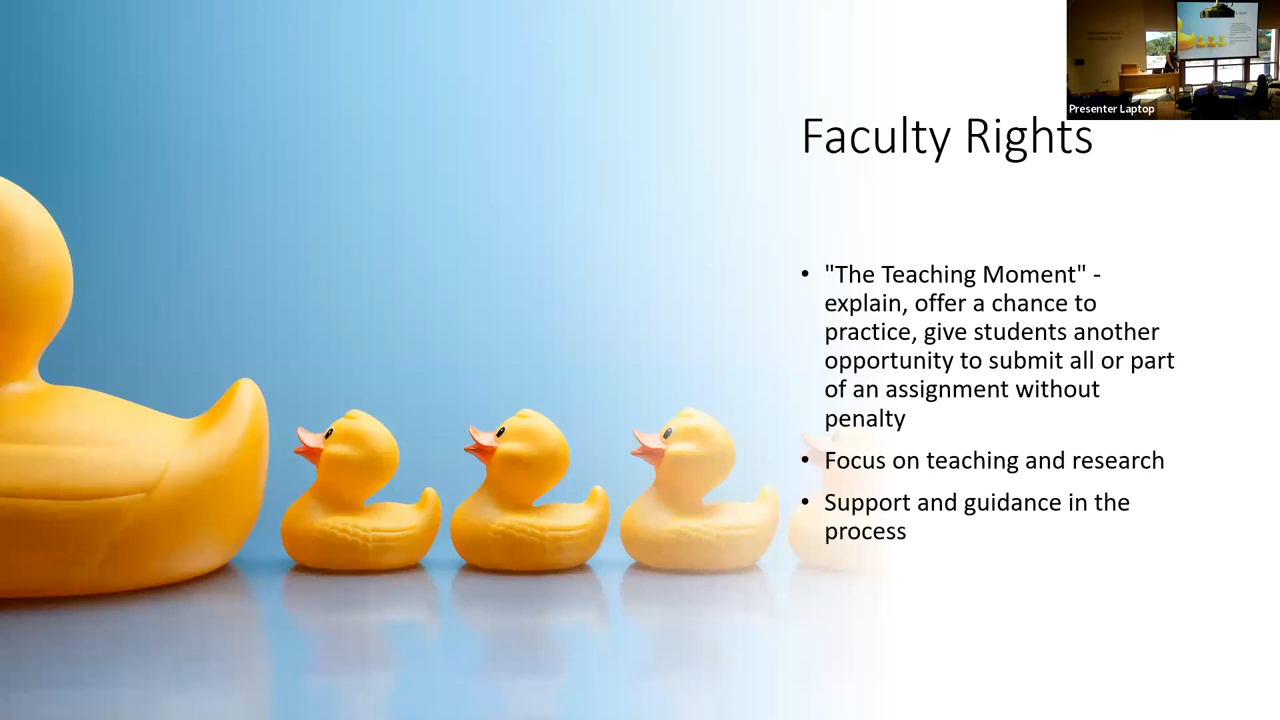 Presenter Laptop
Faculty Rights
• "The Teaching Moment" -
explain, offer a chance to
practice, give students another
opportunity to submit all or part
of an assignment without
penalty
• Focus on teaching and research
• Support and guidance in the
process